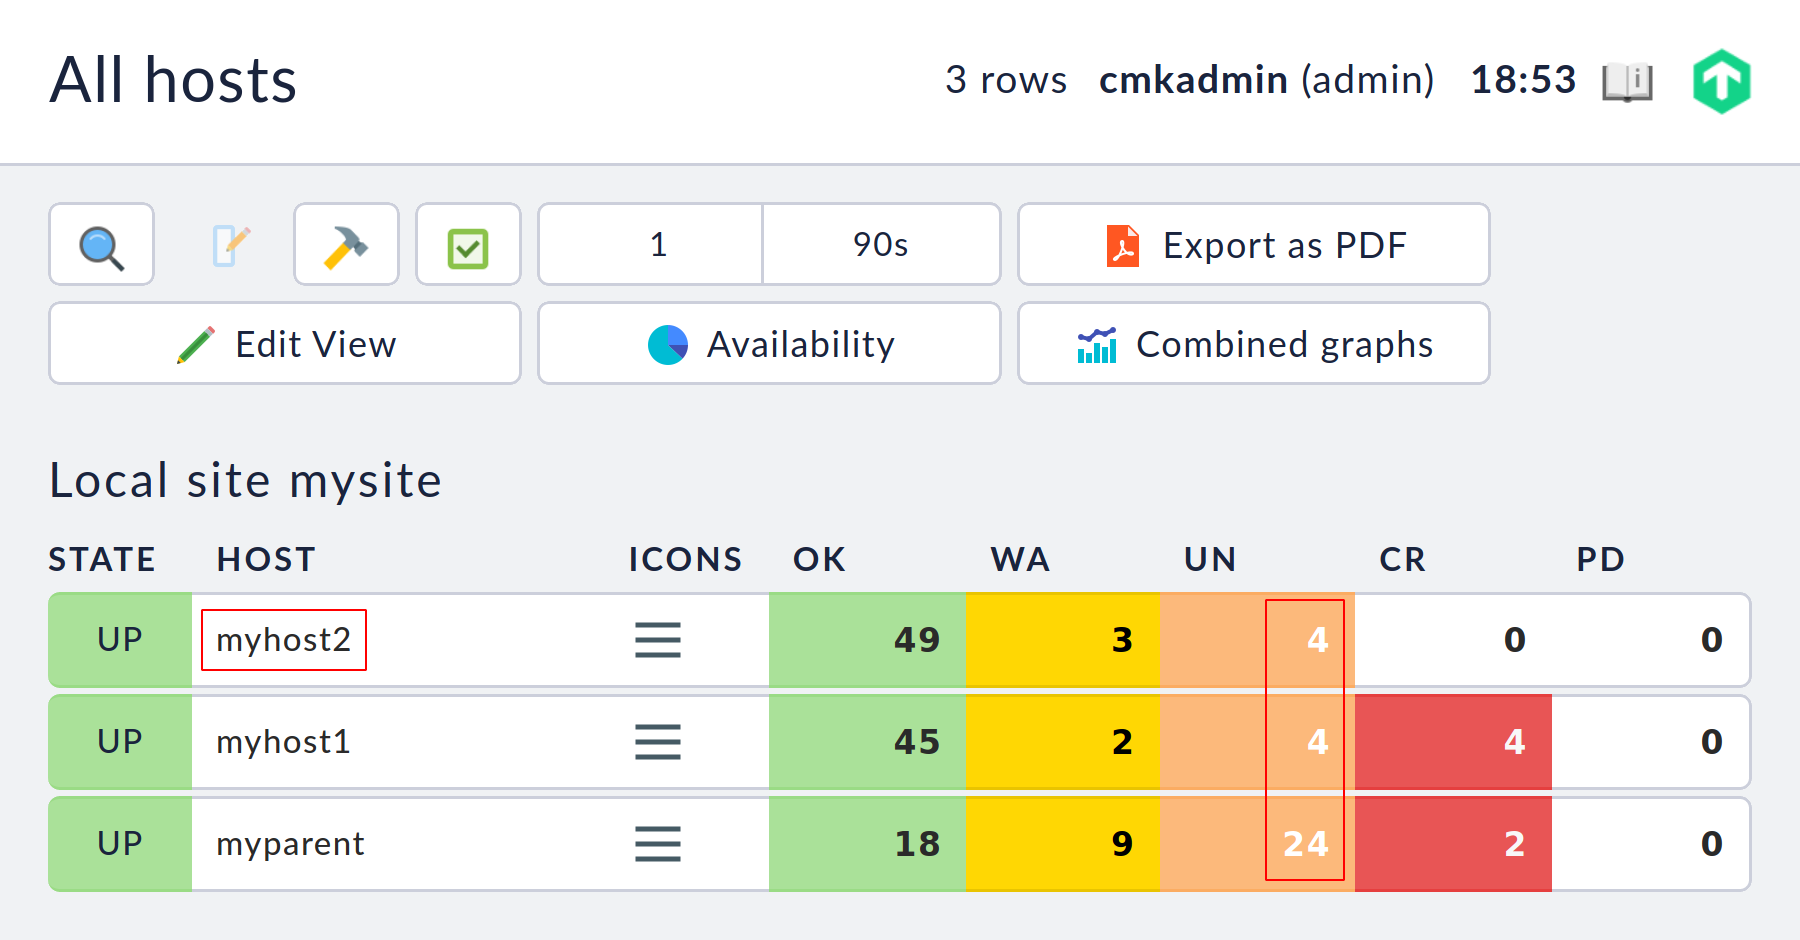 All hosts 3 rows cmkadmin (admin) 18:53
1 90s Export as PDF
Edit View Availability Combined graphs
Local site mysite
STATE HOST ICONS OK WA UN CR PD
UP myhost2 49 3 4 0 0
UP myhost1 45 2 4 4 0
UP myparent 18 9 24 2 0